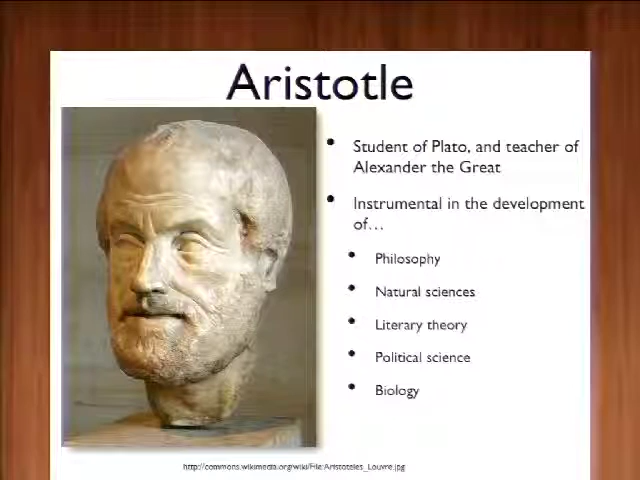 Aristotle
• Student of Plato, and teacher of
Alexander the Great
• Instrumental in the development
of…
• Philosophy
• Natural sciences
• Literary theory
• Political science
• Biology
http://commons.wikimedia.org/wiki/File:Aristoteles_Louvre.jpg